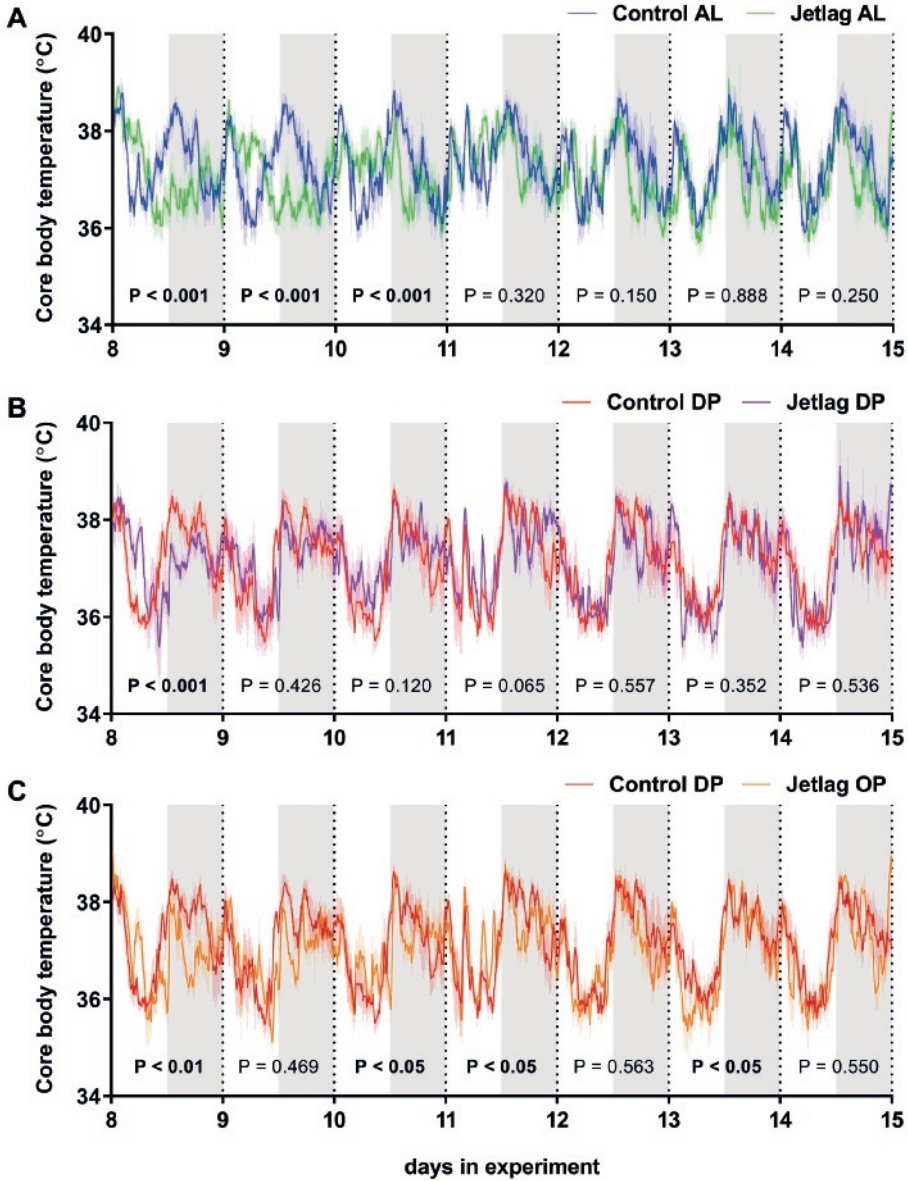 A
Control AL Jetlag AL
Core body temperature (°C)
40
38
36
34
P < 0.001 P < 0.001 P < 0.001 P = 0.320 P = 0.150 P = 0.888 P = 0.250
8 9 10 11 12 13 14 15
B
Control DP Jetlag DP
Core body temperature (°C)
40
38
36
34
P < 0.001 P = 0.426 P = 0.120 P = 0.065 P = 0.557 P = 0.352 P = 0.536
8 9 10 11 12 13 14 15
C
Control DP Jetlag OP
Core body temperature (°C)
40
38
36
34
P < 0.01 P = 0.469 P < 0.05 P < 0.05 P = 0.563 P < 0.05 P = 0.550
8 9 10 11 12 13 14 15
days in experiment